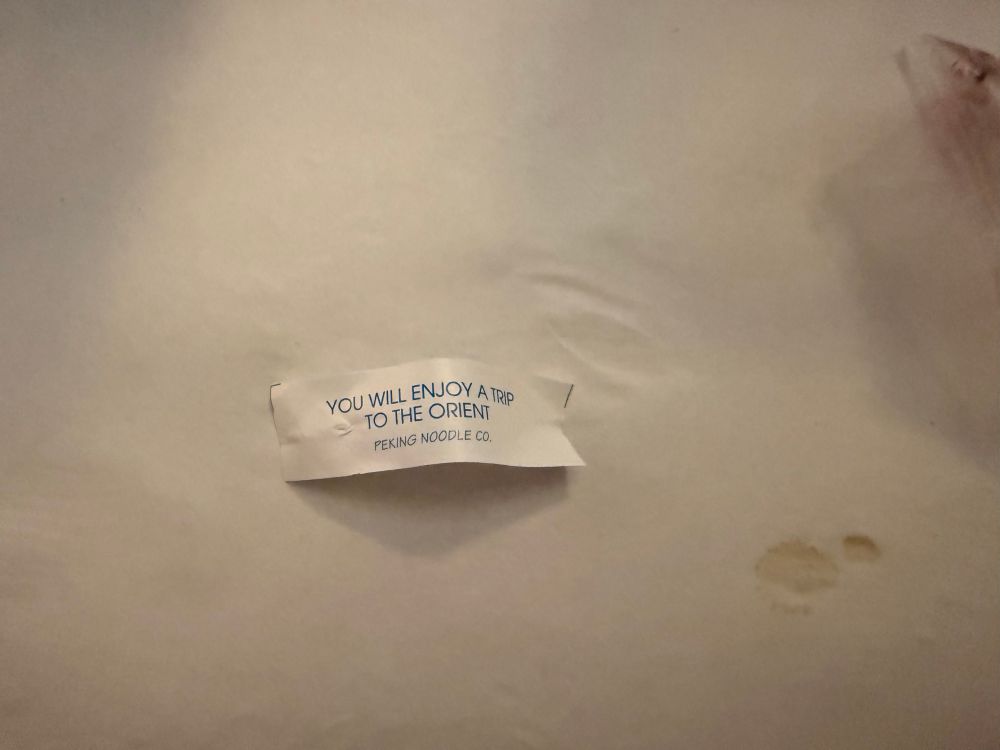 YOU WILL ENJOY A TRIP
TO THE ORIENT
PEKING NOODLE CO.